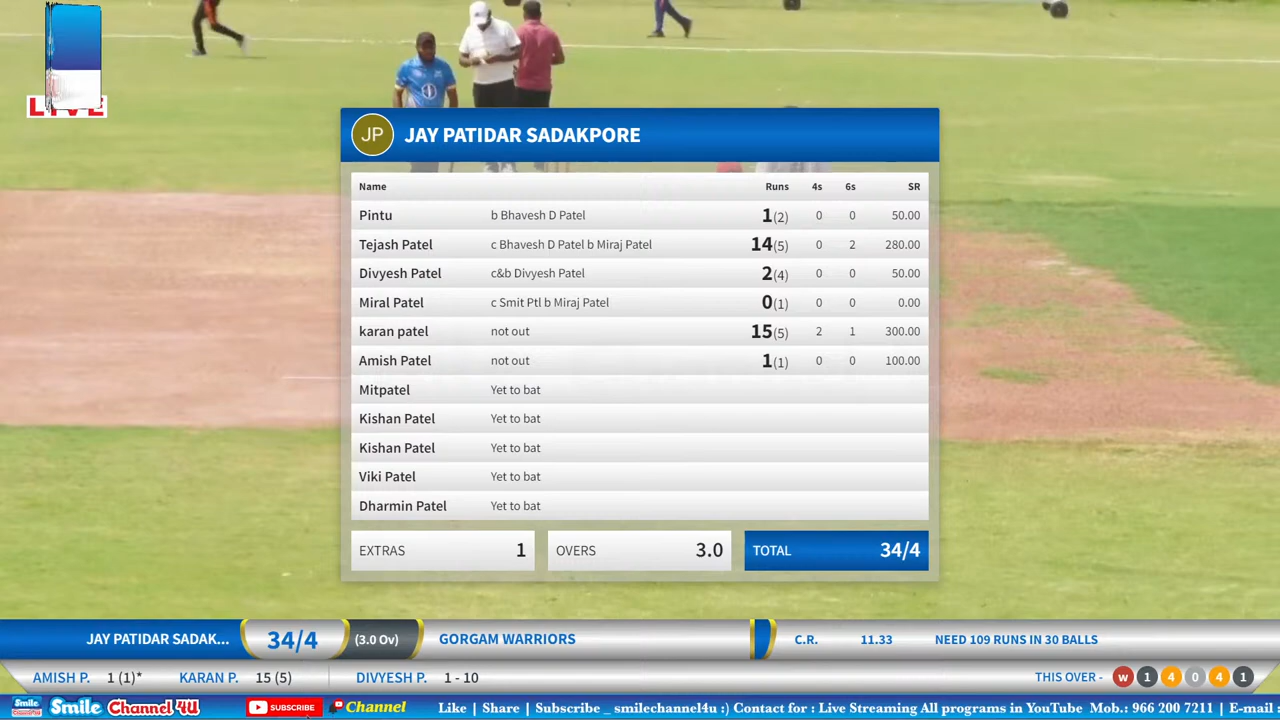 LIVE
JP JAY PATIDAR SADAKPORE
Name Runs 4s 6s SR
Pintu b Bhavesh D Patel 1(2) 0 0 50.00
Tejash Patel c Bhavesh D Patel b Miraj Patel 14(5) 0 2 280.00
Divyesh Patel c&b Divyesh Patel 2(4) 0 0 50.00
Miral Patel c Smit Ptl b Miraj Patel 0(1) 0 0 0.00
karan patel not out 15(5) 2 1 300.00
Amish Patel not out 1(1) 0 0 100.00
Mitpatel Yet to bat
Kishan Patel Yet to bat
Kishan Patel Yet to bat
Viki Patel Yet to bat
Dharmin Patel Yet to bat
EXTRAS 1 OVERS 3.0 TOTAL 34/4
JAY PATIDAR SADAK... 34/4 (3.0 Ov) GORGAM WARRIORS C.R. 11.33 NEED 109 RUNS IN 30 BALLS
AMISH P. 1 (1)* KARAN P. 15 (5) DIVYESH P. 1 - 10 THIS OVER - w 1 4 0 4 1
Smile Smile Channel 4U SUBSCRIBE Channel Like | Share | Subscribe _ smilechannel4u :) Contact for : Live Streaming All programs in YouTube Mob.: 966 200 7211 | E-mail :